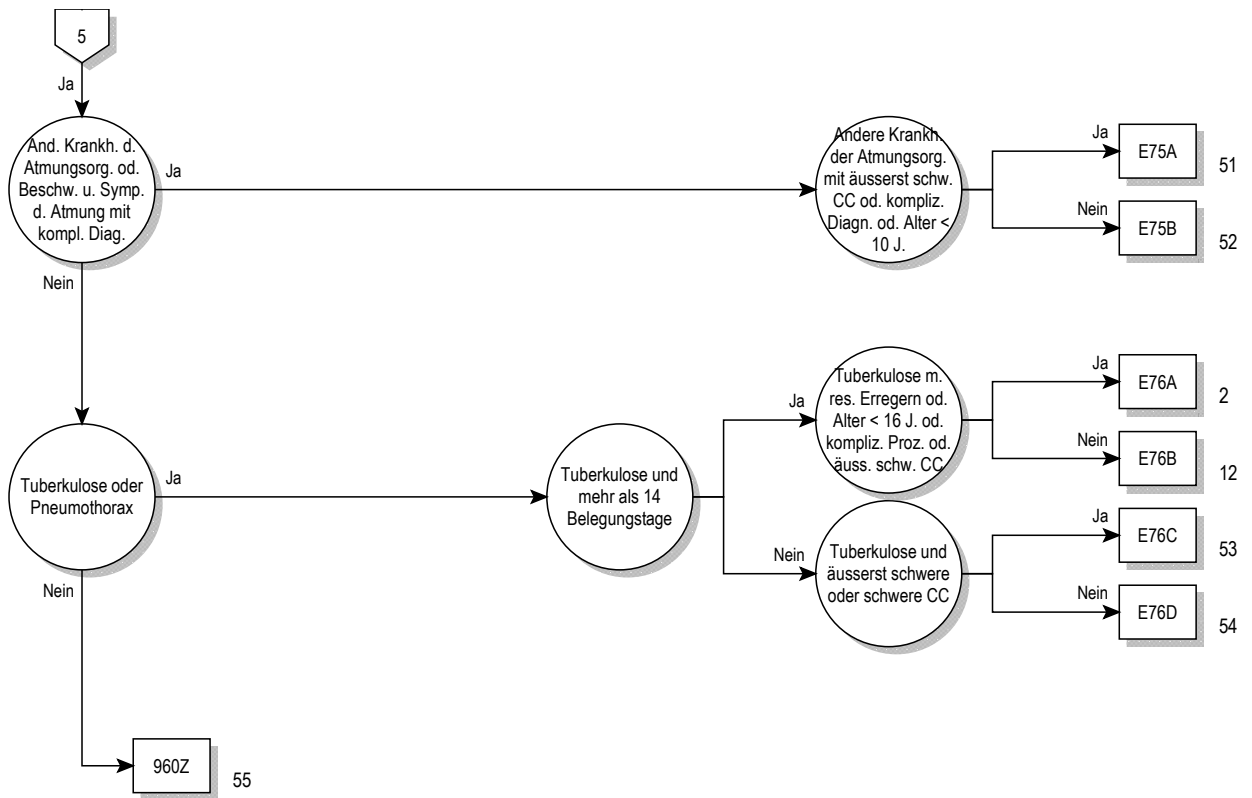 5
Ja
And. Krankh. d.
Atmungsorg. od.
Beschw. u. Symp.
d. Atmung mit
kompl. Diag.
Ja
Andere Krankh.
der Atmungsorg.
mit äusserst schw.
CC od. kompliz.
Diagn. od. Alter <
10 J.
Ja
E75A
51
Nein
E75B
52
Nein
Tuberkulose oder
Pneumothorax
Ja
Tuberkulose und
mehr als 14
Belegungstage
Ja
Tuberkulose m.
res. Erregern od.
Alter < 16 J. od.
kompliz. Proz. od.
äuss. schw. CC
Ja
E76A
2
Nein
E76B
12
Nein
Tuberkulose und
äusserst schwere
oder schwere CC
Ja
E76C
53
Nein
E76D
54
Nein
960Z
55